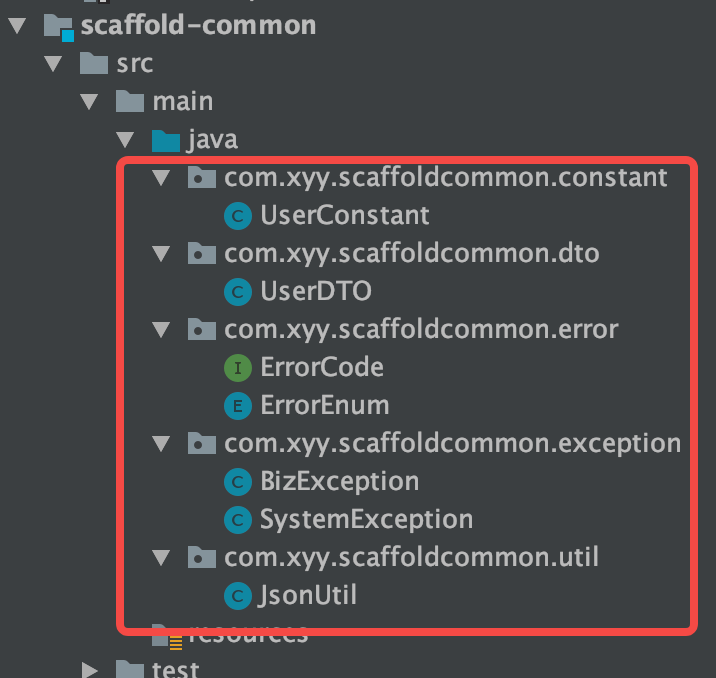 scaffold-common
src
main
java
com.xyy.scaffoldcommon.constant
C UserConstant
com.xyy.scaffoldcommon.dto
C UserDTO
com.xyy.scaffoldcommon.error
I ErrorCode
E ErrorEnum
com.xyy.scaffoldcommon.exception
C BizException
C SystemException
com.xyy.scaffoldcommon.util
C JsonUtil
resources
test